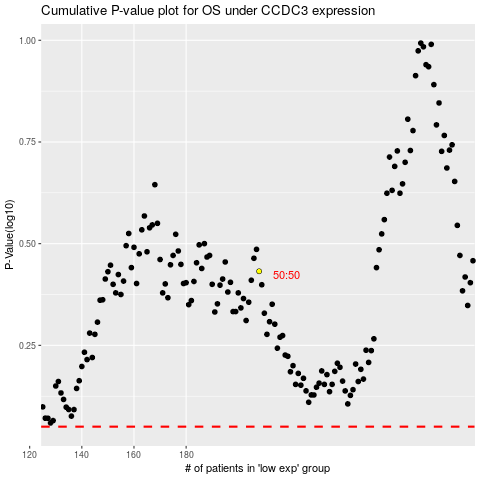 Cumulative P-value plot for OS under CCDC3 expression
1.00
0.75
0.50
0.25
P-Value(log10)
50:50
120 140 160 180
# of patients in 'low exp' group